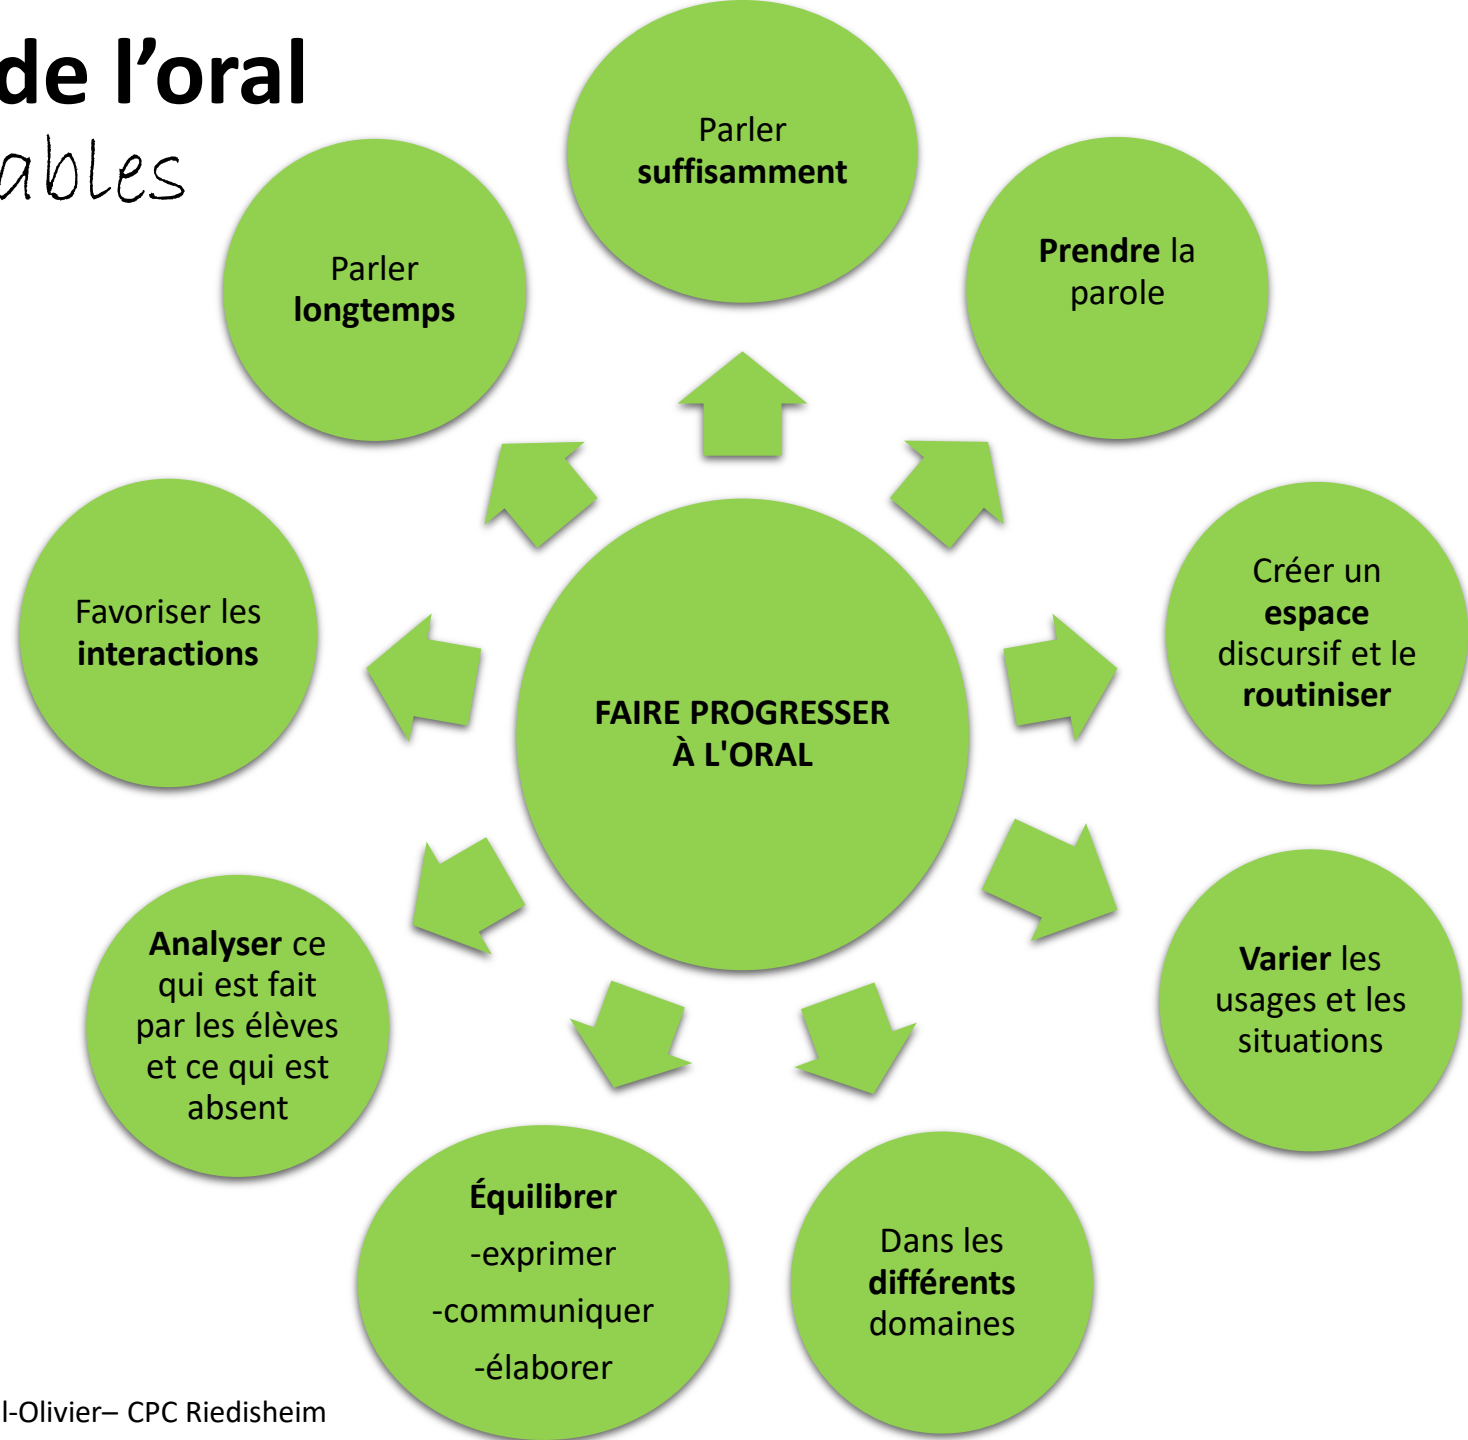 de l’oral
ables
Parler
suffisamment
Prendre la
parole
Créer un
espace
discursif et le
routiniser
Varier les
usages et les
situations
Dans les
différents
domaines
Équilibrer
-exprimer
-communiquer
-élaborer
Analyser ce
qui est fait
par les élèves
et ce qui est
absent
Favoriser les
interactions
Parler
longtemps
FAIRE PROGRESSER
À L'ORAL
l-Olivier– CPC Riedisheim